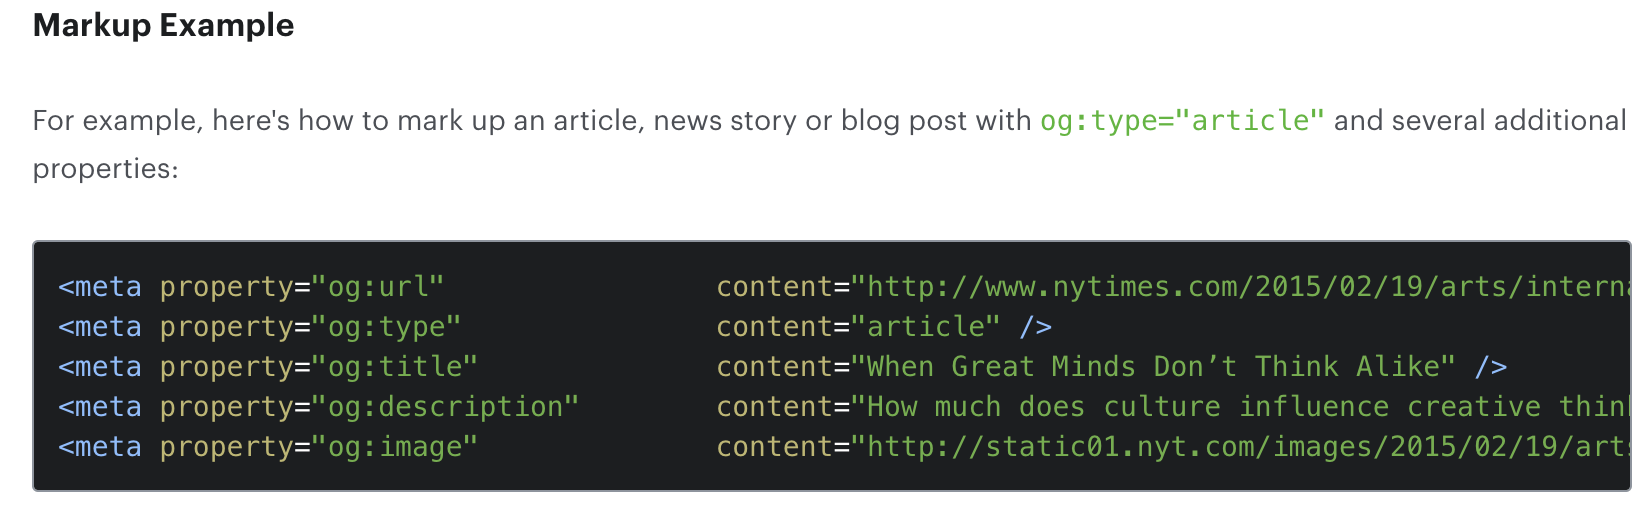 Markup Example
For example, here's how to mark up an article, news story or blog post with og:type="article" and several additional
properties:
<meta property="og:url" content="http://www.nytimes.com/2015/02/19/arts/interna
<meta property="og:type" content="article" />
<meta property="og:title" content="When Great Minds Don’t Think Alike" />
<meta property="og:description" content="How much does culture influence creative thin
<meta property="og:image" content="http://static01.nyt.com/images/2015/02/19/arts